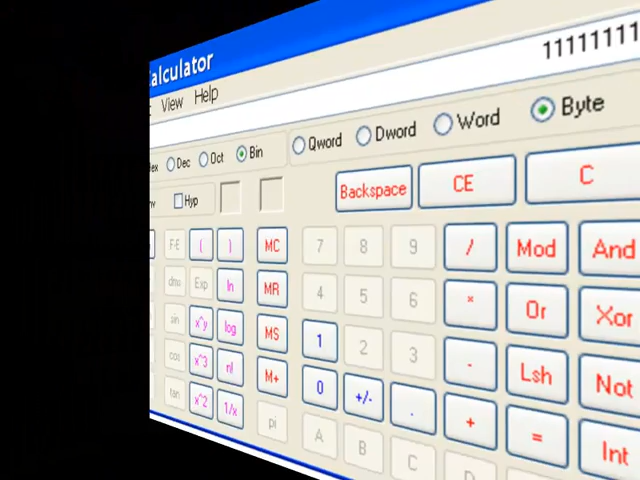 alculator
View Help
11111111
ex Dec Oct Bin Qword Dword Word Byte
nv Hyp Backspace CE C
F-E ( ) MC 7 8 9 / Mod And
dms Exp ln MR 4 5 6 * Or Xor
sin x^y log MS 1 2 3 - Lsh Not
cos x^3 n! M+ 0 +/- . + = Int
tan x^2 1/x pi A B C D